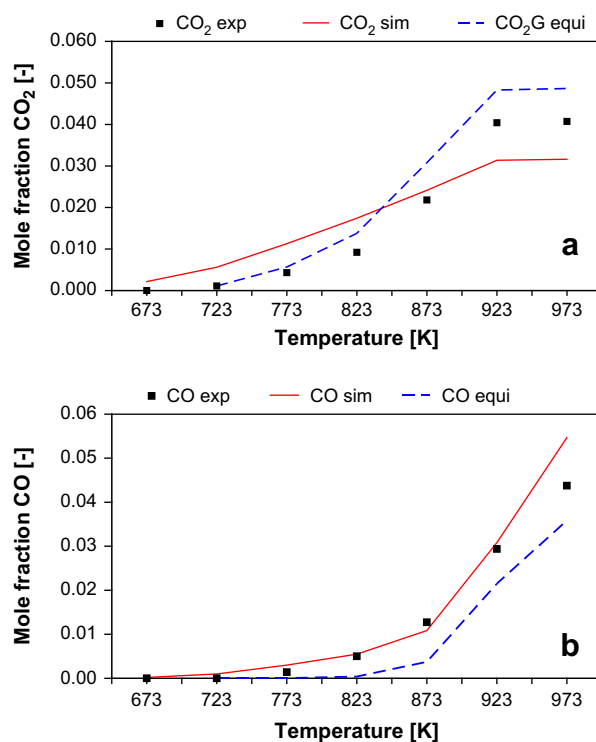 CO₂ exp CO₂ sim CO₂G equi
Mole fraction CO₂ [-]
0.060
0.050
0.040
0.030
0.020
0.010
0.000
a
673 723 773 823 873 923 973
Temperature [K]
CO exp CO sim CO equi
Mole fraction CO [-]
0.06
0.05
0.04
0.03
0.02
0.01
0.00
b
673 723 773 823 873 923 973
Temperature [K]